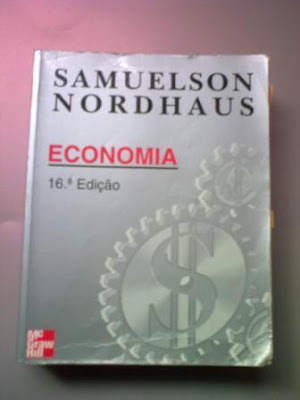 SAMUELSON
NORDHAUS
ECONOMIA
16.ª Edição
Mc
Graw
Hill